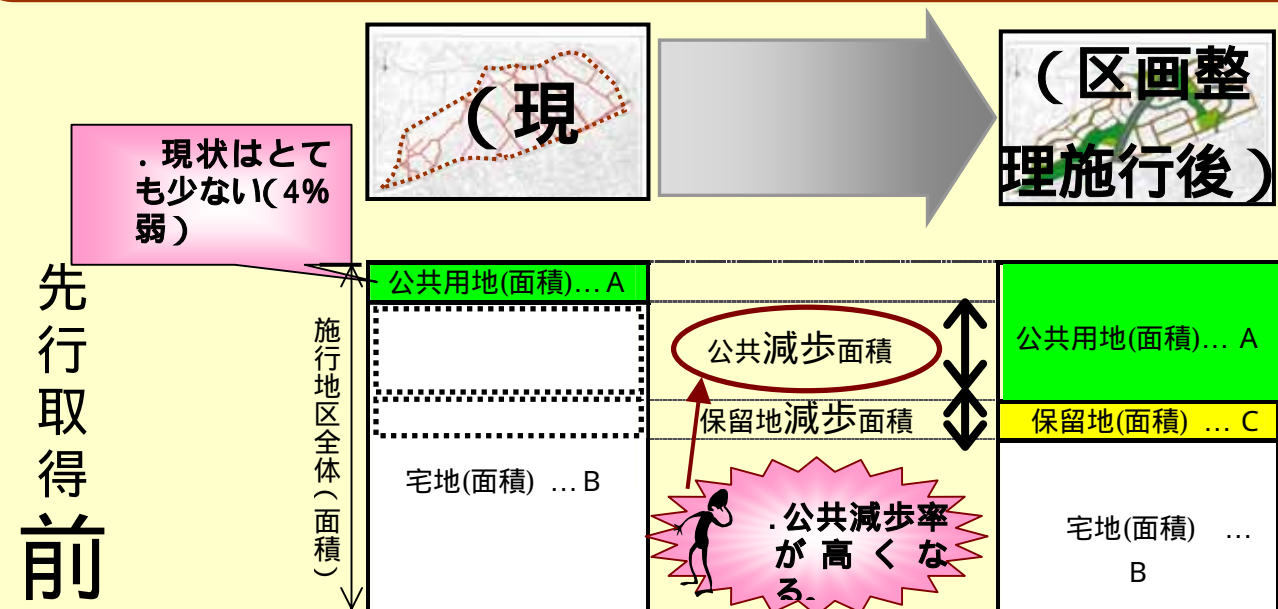 (現
(区画整
理施行後)
.現状はとて
も少ない(4%
弱)
先行取得前
施行地区全体(面積)
公共用地(面積)…A
公共減歩面積
公共用地(面積)… A
保留地減歩面積
保留地(面積) … C
宅地(面積) …B
.公共減歩率
が高くな
る。
宅地(面積) …
B